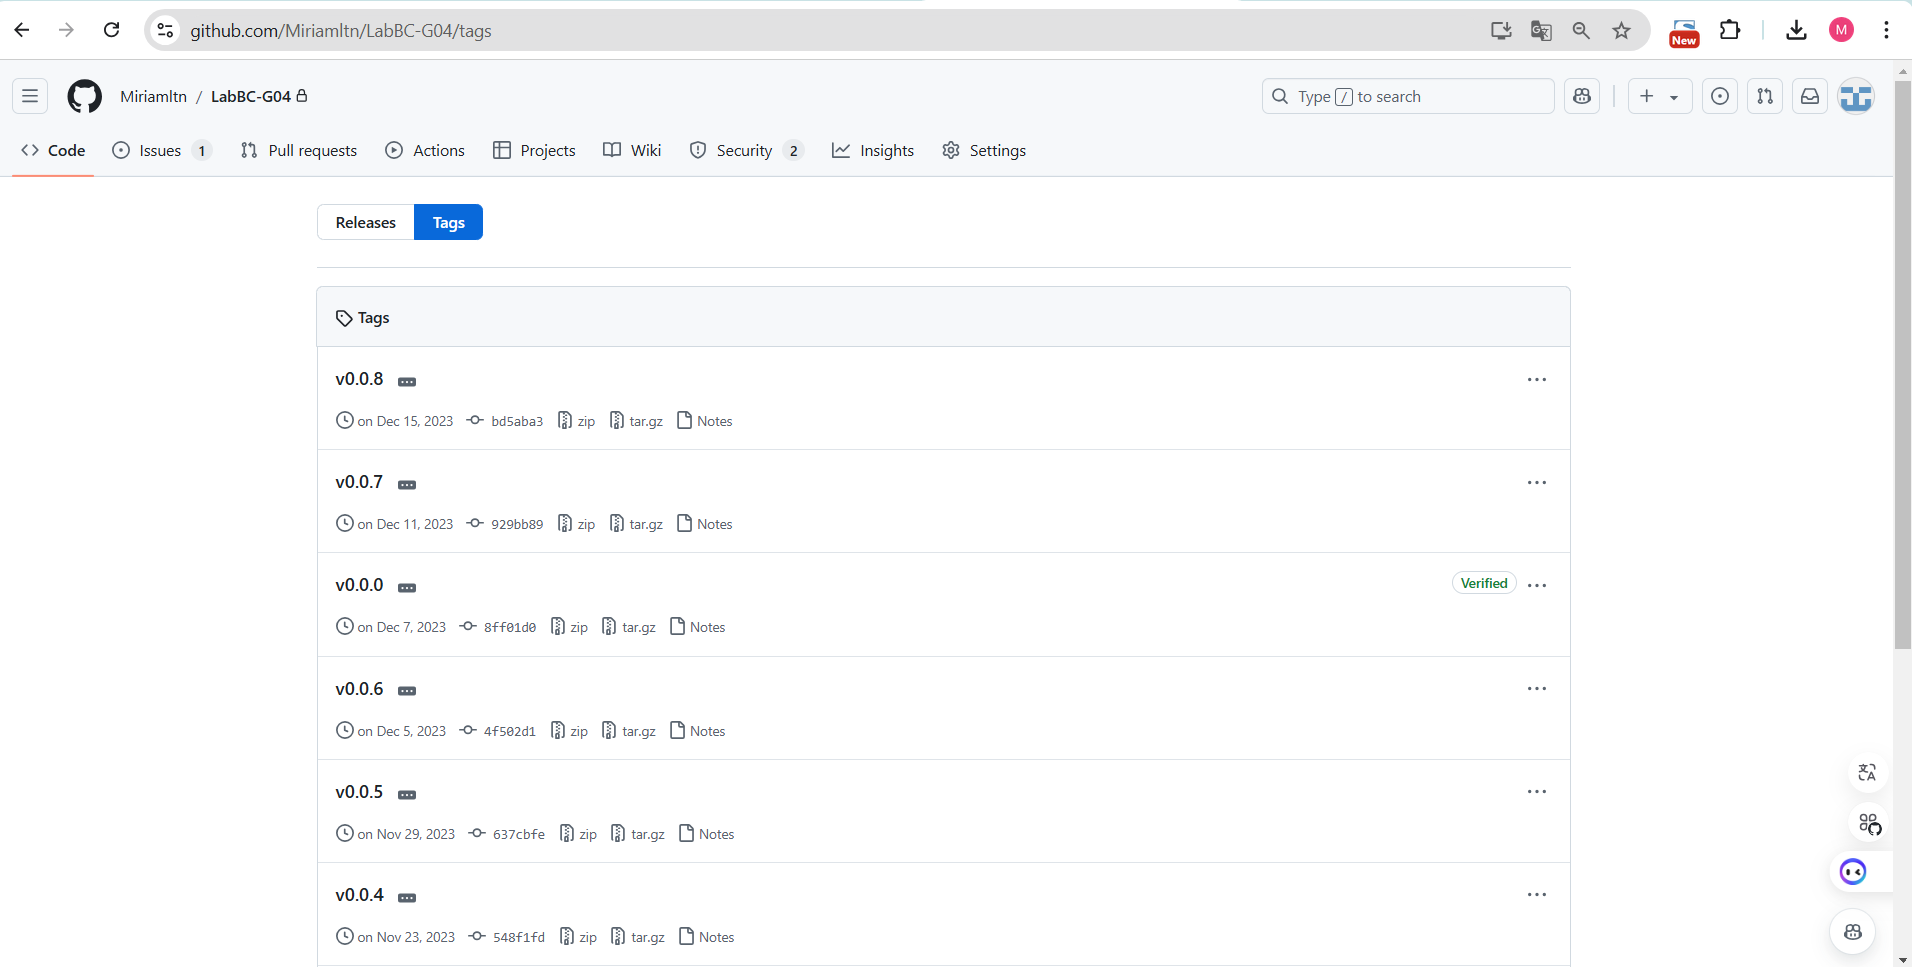 github.com/Miriamltn/LabBC-G04/tags
New
M
Miriamltn / LabBC-G04
Type / to search
Code
Issues 1
Pull requests
Actions
Projects
Wiki
Security 2
Insights
Settings
Releases
Tags
Tags
v0.0.8
on Dec 15, 2023 bd5aba3 zip tar.gz Notes
v0.0.7
on Dec 11, 2023 929bb89 zip tar.gz Notes
v0.0.0
Verified
on Dec 7, 2023 8ff01d0 zip tar.gz Notes
v0.0.6
on Dec 5, 2023 4f502d1 zip tar.gz Notes
v0.0.5
on Nov 29, 2023 637cbfe zip tar.gz Notes
v0.0.4
on Nov 23, 2023 548f1fd zip tar.gz Notes